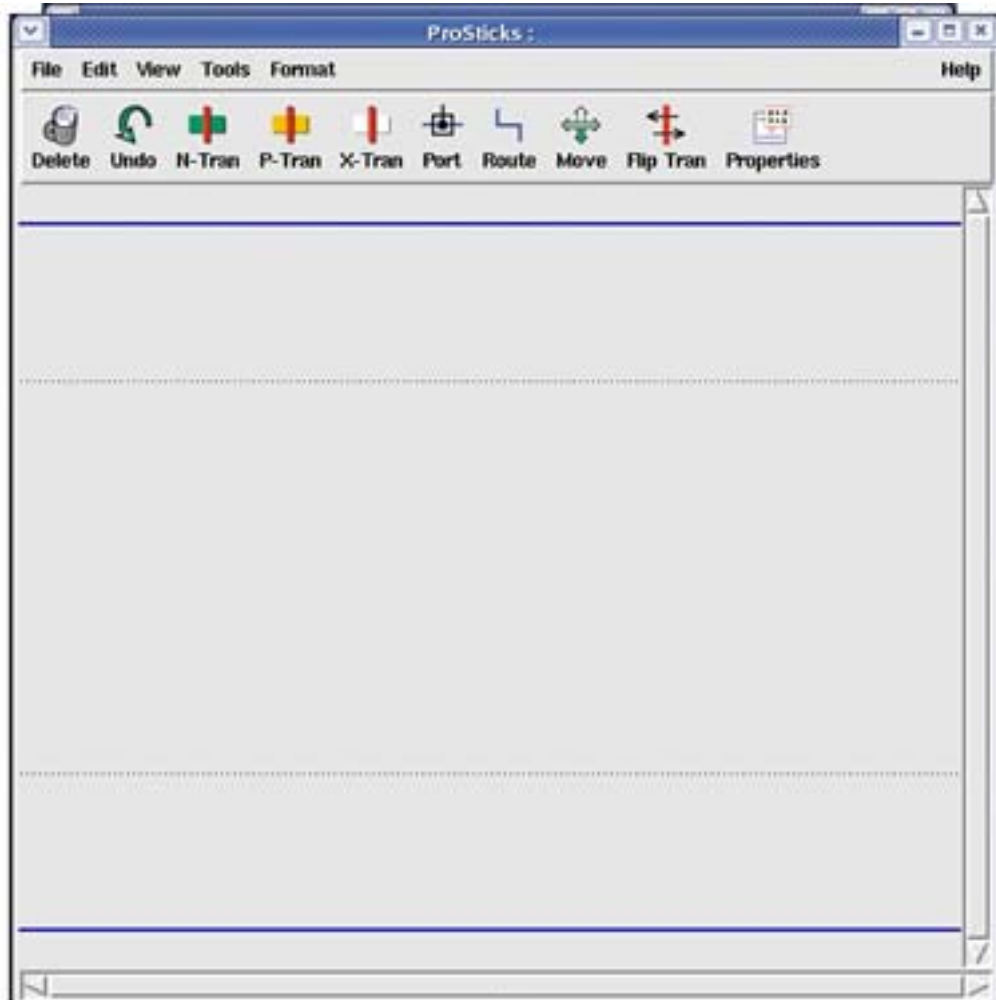 ProSticks :
File Edit View Tools Format Help
Delete Undo N-Tran P-Tran X-Tran Port Route Move Flip Tran Properties